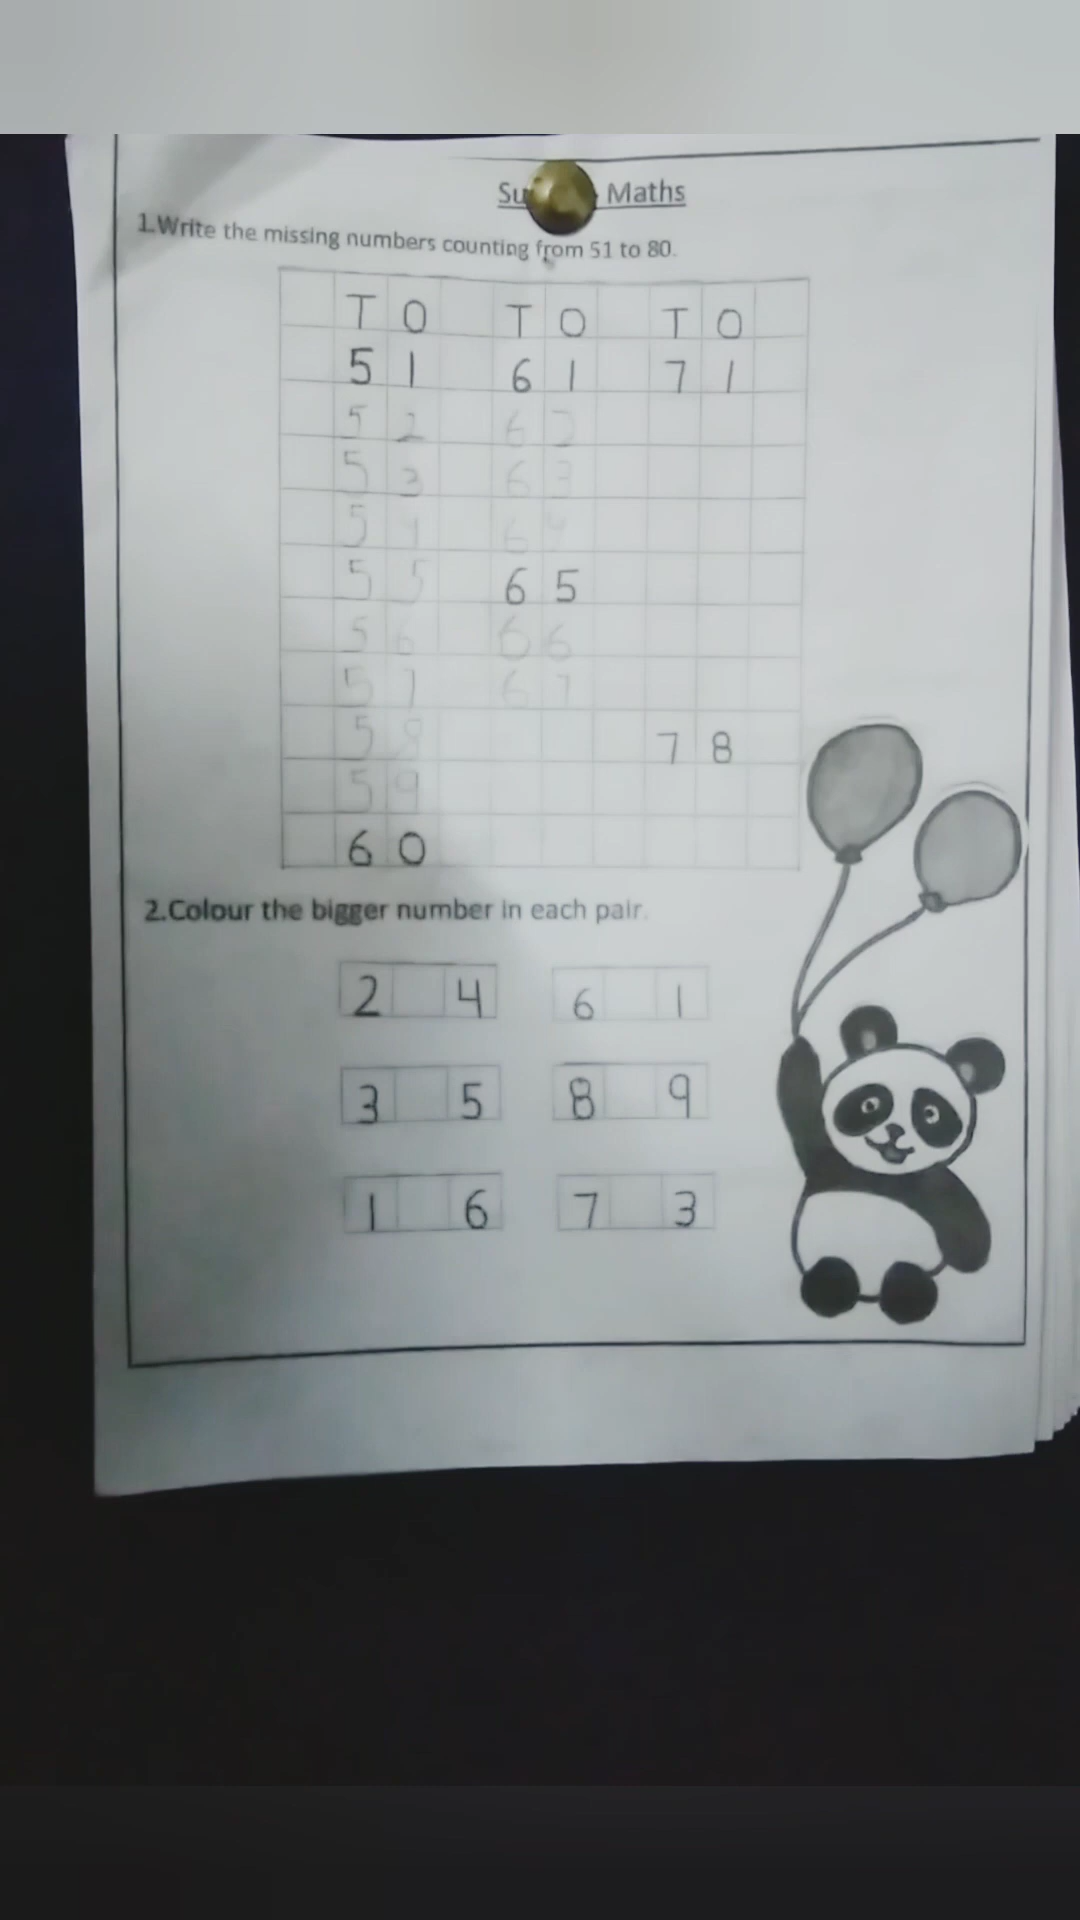 Maths
1.Write the missing numbers counting from 51 to 80.
T O T O T O
5 1 6 1 7 1
5 2 6 2
5 3 6 3
5 4 6 4
5 5 6 5
5 6 6 6
5 7 6 7
5 8 7 8
5 9
6 0
2.Colour the bigger number in each pair.
2 4 6 1
3 5 8 9
1 6 7 3